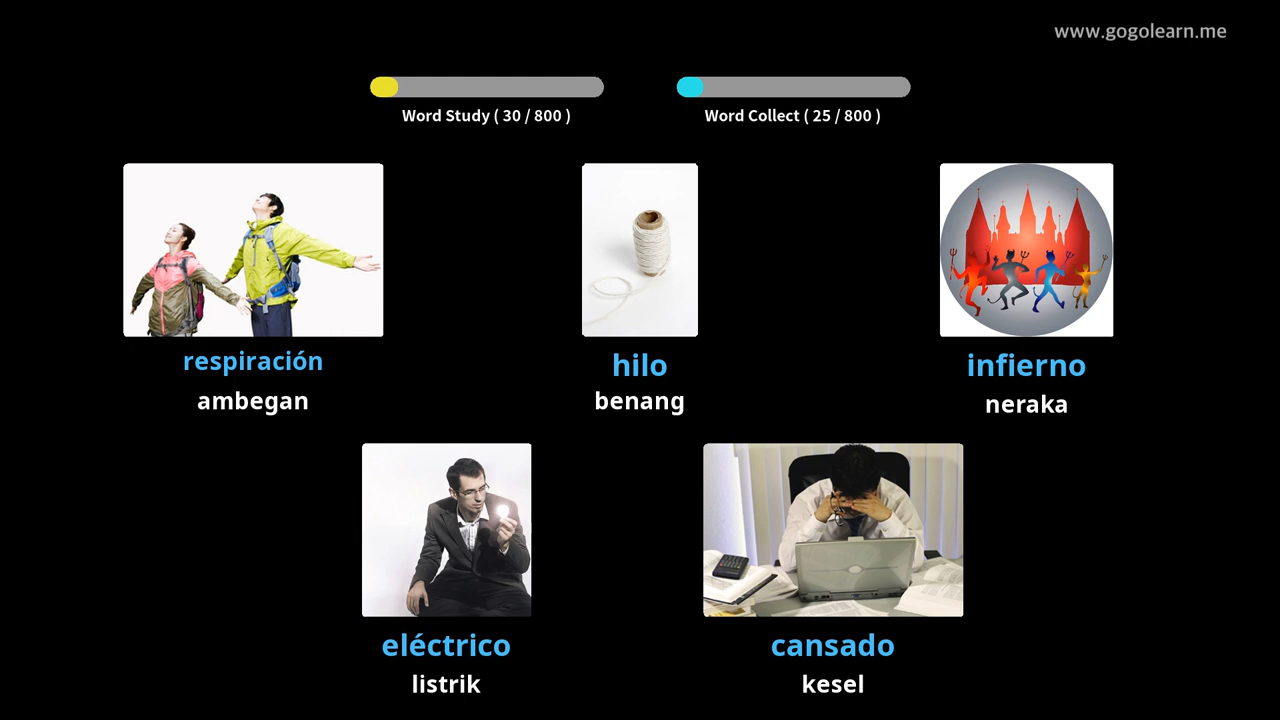 www.gogolearn.me
Word Study ( 30 / 800 )
Word Collect ( 25 / 800 )
respiración
ambegan
hilo
benang
infierno
neraka
eléctrico
listrik
cansado
kesel